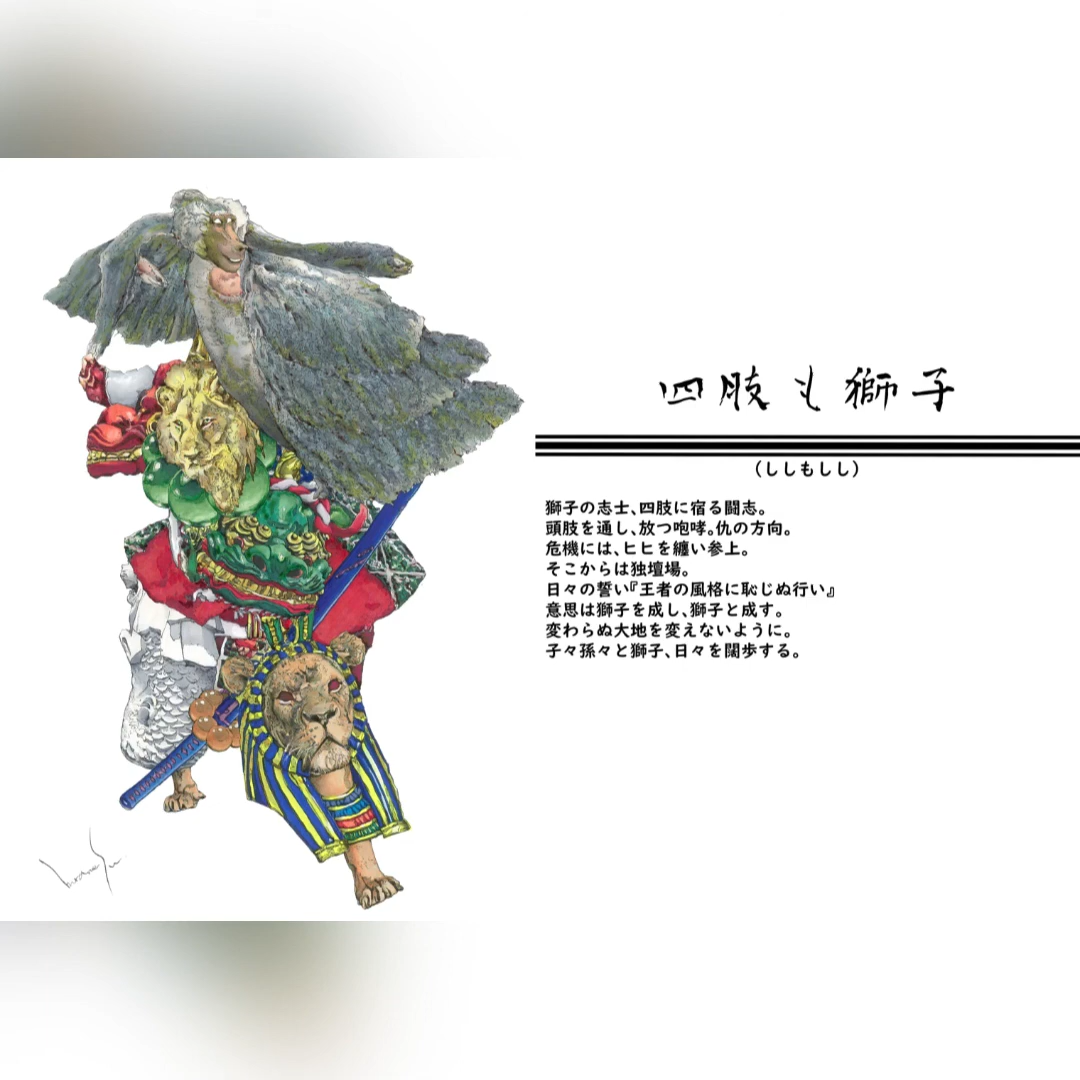 四肢も獅子
(ししもしし)
獅子の志士、四肢に宿る闘志。
頭肢を通し、放つ咆哮。仇の方向。
危機には、ヒヒを纏い参上。
そこからは独壇場。
日々の誓い『王者の風格に恥じぬ行い』
意思は獅子を成し、獅子と成す。
変わらぬ大地を変えないように。
子々孫々と獅子、日々を闊歩する。